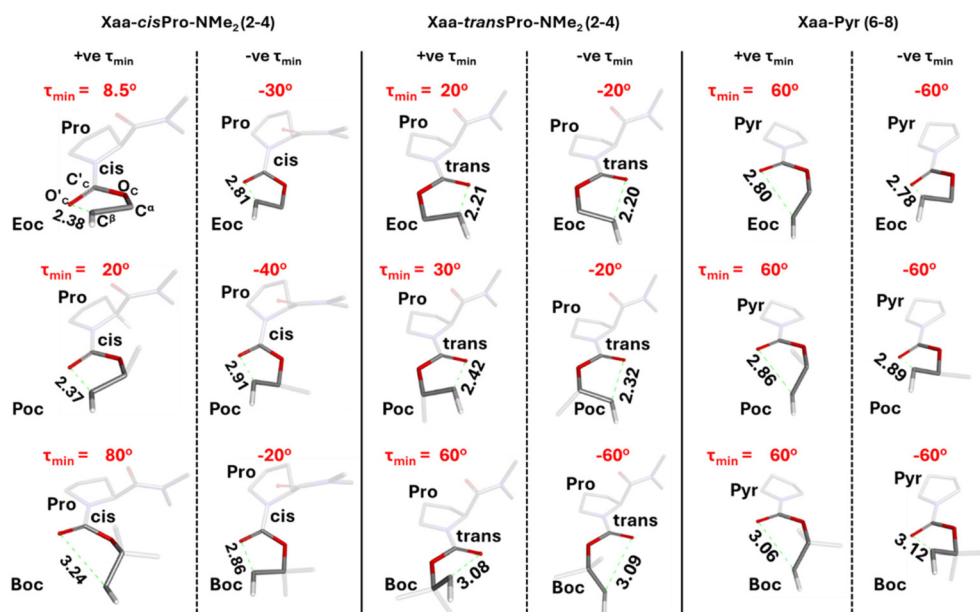 Xaa-cisPro-NMe₂(2-4) Xaa-transPro-NMe₂(2-4) Xaa-Pyr (6-8)
+ve τmin -ve τmin +ve τmin -ve τmin +ve τmin -ve τmin
τmin = 8.5º -30º τmin = 20º -20º τmin = 60º -60º
Pro Pro Pro Pro Pyr Pyr
cis cis trans trans
C'C OC
O'C
2.38 Cβ Cα 2.81 2.21 2.20 2.80 2.78
Eoc Eoc Eoc Eoc Eoc Eoc
τmin = 20º -40º τmin = 30º -20º τmin = 60º -60º
Pro Pro Pro Pro Pyr Pyr
cis cis trans trans
2.37 2.91 2.42 2.32 2.86 2.89
Poc Poc Poc Poc Poc Poc
τmin = 80º -20º τmin = 60º -60º τmin = 60º -60º
Pro Pro Pro Pro Pyr Pyr
cis cis trans trans
3.24 2.86 3.08 3.09 3.06 3.12
Boc Boc Boc Boc Boc Boc